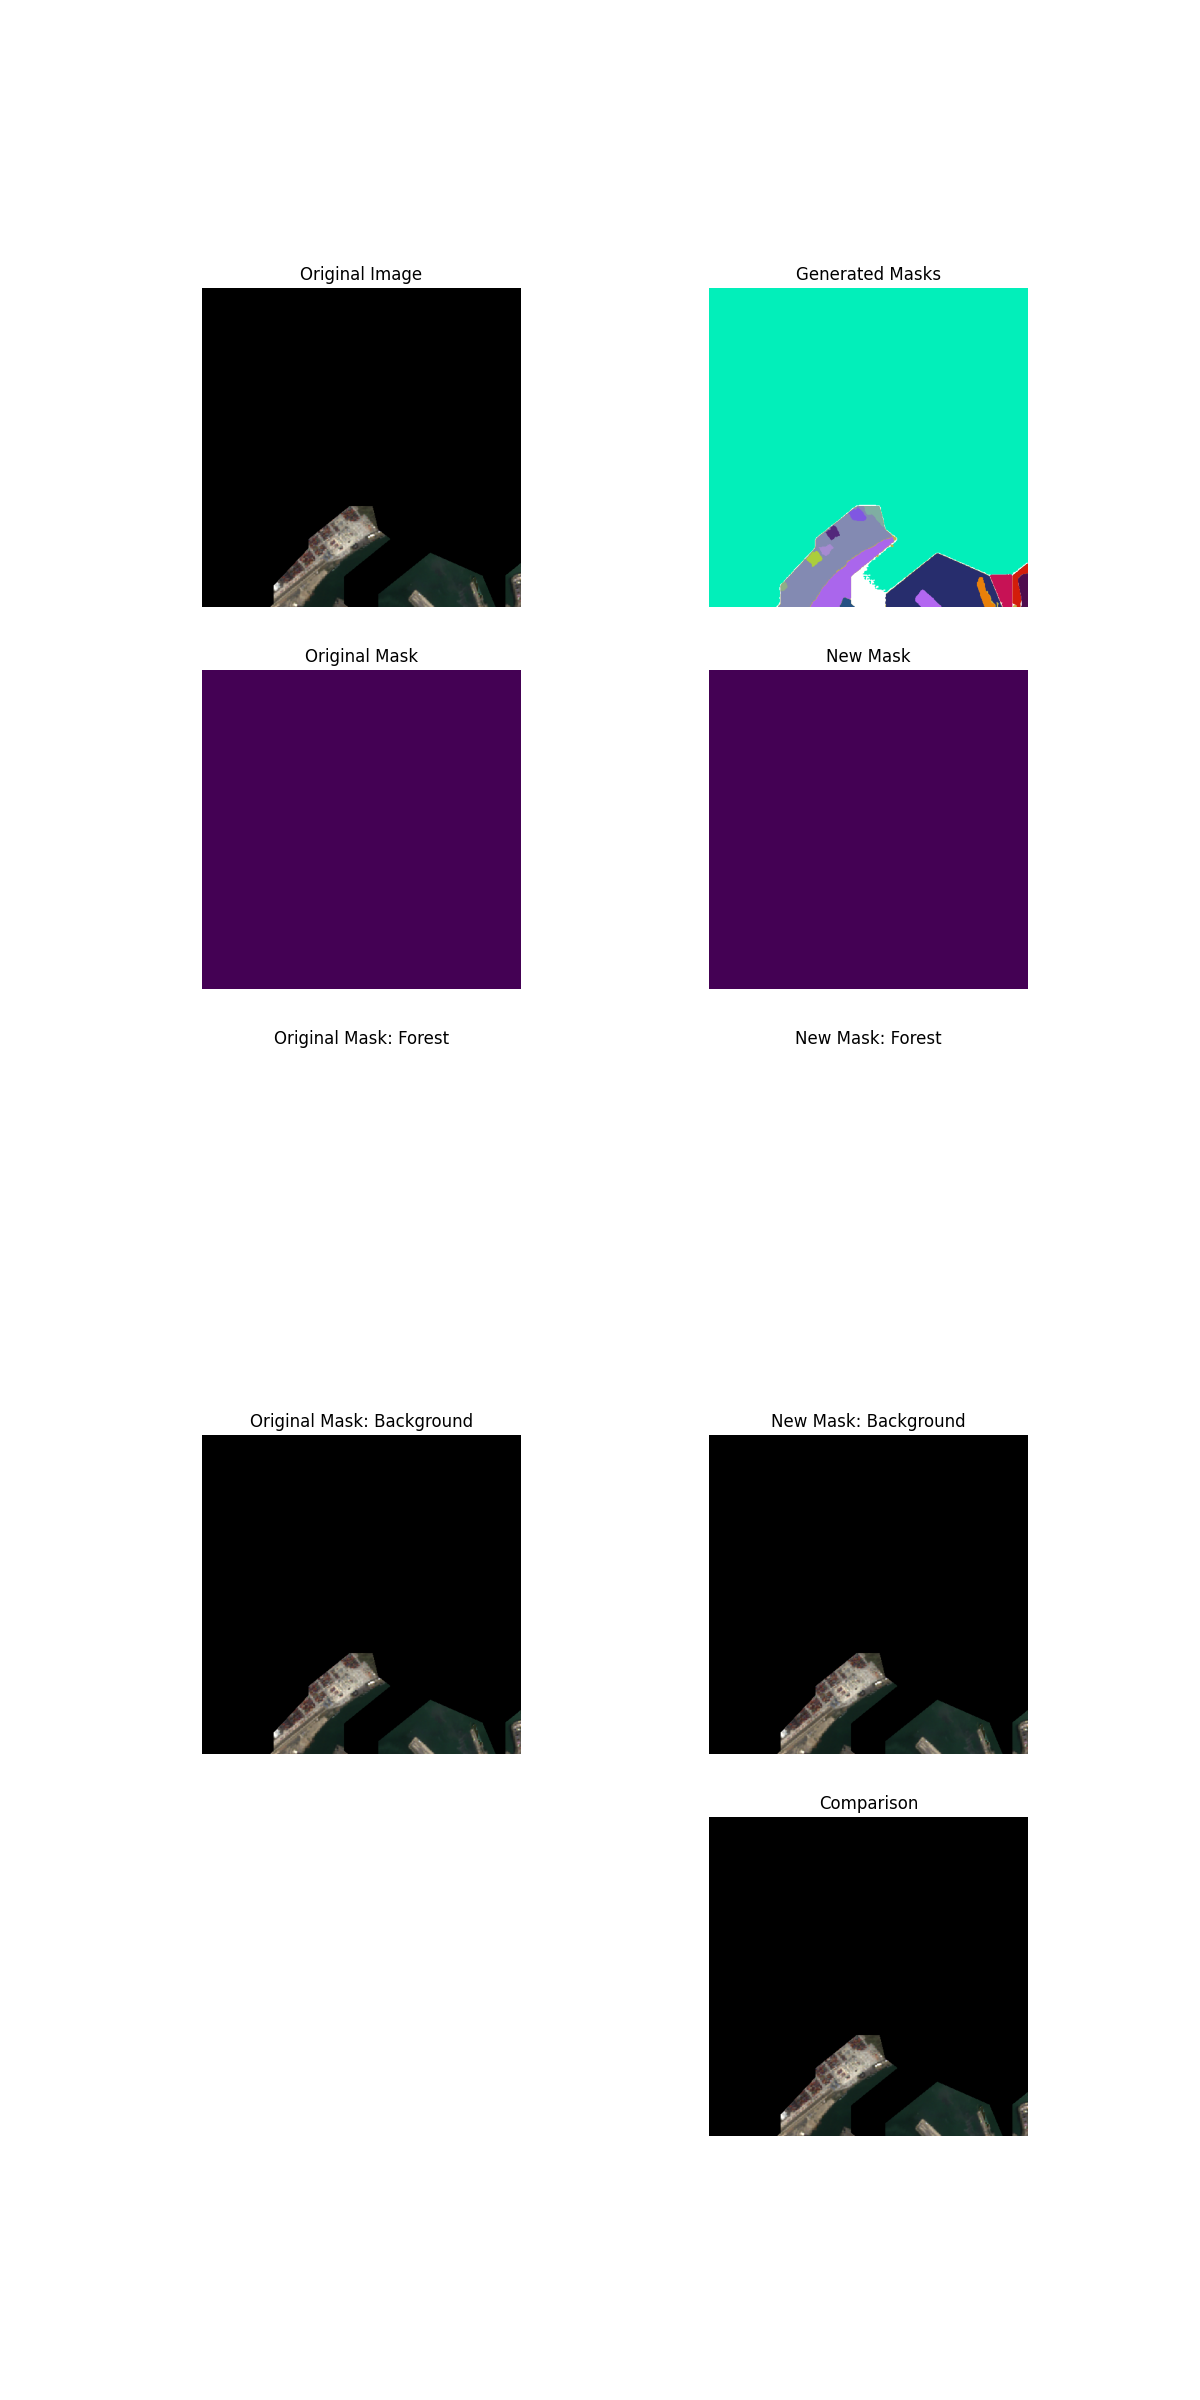 Original Image
Generated Masks
Original Mask
New Mask
Original Mask: Forest
New Mask: Forest
Original Mask: Background
New Mask: Background
Comparison